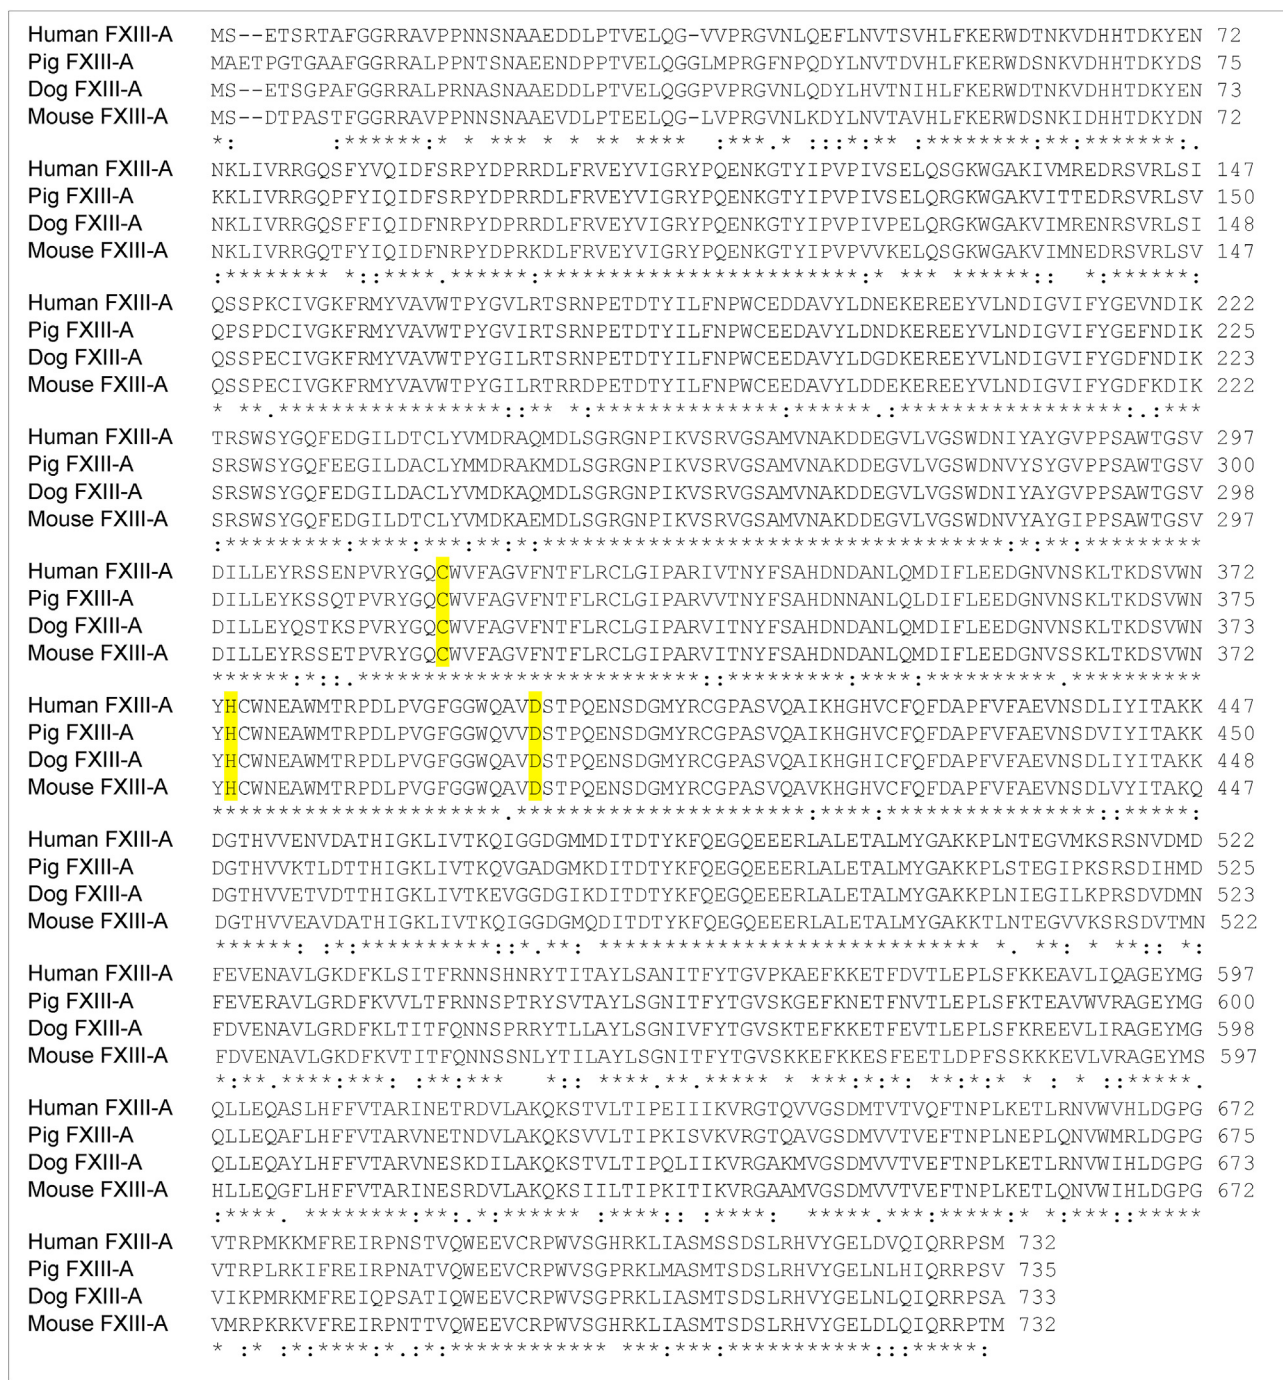 Human FXIII-A MS--ETSRTAFGGRRAVPPNNSNAAEDDLPTVELQG-VVPRGVNLQEFLNVTSVHLFKERWDTNKVDHHTDKYEN 72
Pig FXIII-A MAETPGTGAAFGGRRALPPNTSNAEENDPPTVELQGGLMPRGFNPQDYLNVTDVHLFKERWDSNKVDHHTDKYDS 75
Dog FXIII-A MS--ETSGPAFGGRRALPRNASNAAEDDLPTVELQGGPVPRGVNLQDYLHVTNIHLFKERWDTNKVDHHTDKYEN 73
Mouse FXIII-A MS--DTPASTFGGRRAVPPNNSNAAEVDLPTEELQG-LVPRGVNLKDYLNVTAVHLFKERWDSNKIDHHTDKYDN 72
*:       :******:* * *** * * ** ****  :***.* ::*:** :********:**:*******:.
Human FXIII-A NKLIVRRGQSFYVQIDFSRPYDPRRDLFRVEYVIGRYPQENKGTYIPVPIVSELQSGKWGAKIVMREDRSVRLSI 147
Pig FXIII-A KKLIVRRGQPFYIQIDFSRPYDPRRDLFRVEYVIGRYPQENKGTYIPVPIVSELQRGKWGAKVITTEDRSVRLSV 150
Dog FXIII-A NKLIVRRGQSFFIQIDFNRPYDPRRDLFRVEYVIGRYPQENKGTYIPVPIVPELQRGKWGAKVIMRENRSVRLSI 148
Mouse FXIII-A NKLIVRRGQTFYIQIDFNRPYDPRKDLFRVEYVIGRYPQENKGTYIPVPVVKELQSGKWGAKVIMNEDRSVRLSV 147
:******** *::****.******:************************:* *** ******::  *:******:
Human FXIII-A QSSPKCIVGKFRMYVAVWTPYGVLRTSRNPETDTYILFNPWCEDDAVYLDNEKEREEYVLNDIGVIFYGEVNDIK 222
Pig FXIII-A QPSPDCIVGKFRMYVAVWTPYGVIRTSRNPETDTYILFNPWCEEDAVYLDNDKEREEYVLNDIGVIFYGEFNDIK 225
Dog FXIII-A QSSPECIVGKFRMYVAVWTPYGILRTSRNPETDTYILFNPWCEEDAVYLDGDKEREEYVLNDIGVIFYGDFNDIK 223
Mouse FXIII-A QSSPECIVGKFRMYVAVWTPYGILRTRRDPETDTYILFNPWCEEDAVYLDDEKEREEYVLNDIGVIFYGDFKDIK 222
* **.*****************::** *:**************:******.:*****************:.:***
Human FXIII-A TRSWSYGQFEDGILDTCLYVMDRAQMDLSGRGNPIKVSRVGSAMVNAKDDEGVLVGSWDNIYAYGVPPSAWTGSV 297
Pig FXIII-A SRSWSYGQFEEGILDACLYMMDRAKMDLSGRGNPIKVSRVGSAMVNAKDDEGVLVGSWDNVYSYGVPPSAWTGSV 300
Dog FXIII-A SRSWSYGQFEDGILDACLYVMDKAQMDLSGRGNPIKVSRVGSAMVNAKDDEGVLVGSWDNIYAYGVPPSAWTGSV 298
Mouse FXIII-A SRSWSYGQFEDGILDTCLYVMDKAEMDLSGRGNPIKVSRVGSAMVNAKDDEGVLVGSWDNVYAYGIPPSAWTGSV 297
:*********:****:***:**:*:***********************************:*:**:*********
Human FXIII-A DILLEYRSSENPVRYGQCWVFAGVFNTFLRCLGIPARIVTNYFSAHDNDANLQMDIFLEEDGNVNSKLTKDSVWN 372
Pig FXIII-A DILLEYKSSQTPVRYGQCWVFAGVFNTFLRCLGIPARVVTNYFSAHDNNANLQLDIFLEEDGNVNSKLTKDSVWN 375
Dog FXIII-A DILLEYQSTKSPVRYGQCWVFAGVFNTFLRCLGIPARVITNYFSAHDNDANLQMDIFLEEDGNVNSKLTKDSVWN 373
Mouse FXIII-A DILLEYRSSETPVRYGQCWVFAGVFNTFLRCLGIPARVITNYFSAHDNDANLQMDIFLEEDGNVSSKLTKDSVWN 372
******:*::.**************************::*********:****:**********.**********
Human FXIII-A YHCWNEAWMTRPDLPVGFGGWQAVDSTPQENSDGMYRCGPASVQAIKHGHVCFQFDAPFVFAEVNSDLIYITAKK 447
Pig FXIII-A YHCWNEAWMTRPDLPVGFGGWQVVDSTPQENSDGMYRCGPASVQAIKHGHVCFQFDAPFVFAEVNSDVIYITAKK 450
Dog FXIII-A YHCWNEAWMTRPDLPVGFGGWQAVDSTPQENSDGMYRCGPASVQAIKHGHICFQFDAPFVFAEVNSDLIYITAKK 448
Mouse FXIII-A YHCWNEAWMTRPDLPVGFGGWQAVDSTPQENSDGMYRCGPASVQAVKHGHVCFQFDAPFVFAEVNSDLVYITAKQ 447
**********************.**********************:****:****************::*****:
Human FXIII-A DGTHVVENVDATHIGKLIVTKQIGGDGMMDITDTYKFQEGQEEERLALETALMYGAKKPLNTEGVMKSRSNVDMD 522
Pig FXIII-A DGTHVVKTLDTTHIGKLIVTKQVGADGMKDITDTYKFQEGQEEERLALETALMYGAKKPLSTEGIPKSRSDIHMD 525
Dog FXIII-A DGTHVVETVDTTHIGKLIVTKEVGGDGIKDITDTYKFQEGQEEERLALETALMYGAKKPLNIEGILKPRSDVDMN 523
Mouse FXIII-A DGTHVVEAVDATHIGKLIVTKQIGGDGMQDITDTYKFQEGQEEERLALETALMYGAKKTLNTEGVVKSRSDVTMN 522
******: :*:**********::*.**: ***************************** *. **: * **:: *:
Human FXIII-A FEVENAVLGKDFKLSITFRNNSHNRYTITAYLSANITFYTGVPKAEFKKETFDVTLEPLSFKKEAVLIQAGEYMG 597
Pig FXIII-A FEVERAVLGRDFKVVLTFRNNSPTRYSVTAYLSGNITFYTGVSKGEFKNETFNVTLEPLSFKTEAVWVRAGEYMG 600
Dog FXIII-A FDVENAVLGRDFKLTITFQNNSPRRYTLLAYLSGNIVFYTGVSKTEFKKETFEVTLEPLSFKREEVLIRAGEYMG 598
Mouse FXIII-A FDVENAVLGKDFKVTITFQNNSSNLYTILAYLSGNITFYTGVSKKEFKKESFEETLDPFSSKKKEVLVRAGEYMS 597
*:**.****:***: :**:***   *:: ****.**.***** * ***:*:*: **:*:* * : * ::*****.
Human FXIII-A QLLEQASLHFFVTARINETRDVLAKQKSTVLTIPEIIIKVRGTQVVGSDMTVTVQFTNPLKETLRNVWVHLDGPG 672
Pig FXIII-A QLLEQAFLHFFVTARVNETNDVLAKQKSVVLTIPKISVKVRGTQAVGSDMVVTVEFTNPLNEPLQNVWMRLDGPG 675
Dog FXIII-A QLLEQAYLHFFVTARVNESKDILAKQKSTVLTIPQLIIKVRGAKMVGSDMVVTVEFTNPLKETLRNVWIHLDGPG 673
Mouse FXIII-A HLLEQGFLHFFVTARINESRDVLAKQKSIILTIPKITIKVRGAAMVGSDMVVTVEFTNPLKETLQNVWIHLDGPG 672
:****. ********:**:.*:****** :****:: :****:  *****.***:*****:* *:***::*****
Human FXIII-A VTRPMKKMFREIRPNSTVQWEEVCRPWVSGHRKLIASMSSDSLRHVYGELDVQIQRRPSM 732
Pig FXIII-A VTRPLRKIFREIRPNATVQWEEVCRPWVSGPRKLMASMTSDSLRHVYGELNLHIQRRPSV 735
Dog FXIII-A VIKPMRKMFREIQPSATIQWEEVCRPWVSGPRKLIASMTSDSLRHVYGELNLQIQRRPSA 733
Mouse FXIII-A VMRPKRKVFREIRPNTTVQWEEVCRPWVSGHRKLIASMTSDSLRHVYGELDLQIQRRPTM 732
* :* :*:****:*.:*:************ ***:***:***********:::*****: